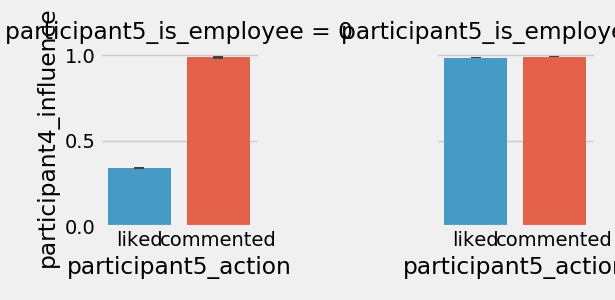 participant5_is_employee = 0
participant5_is_employe
participant4_influence
1.0
0.5
0.0
liked
commented
liked
commented
participant5_action
participant5_action